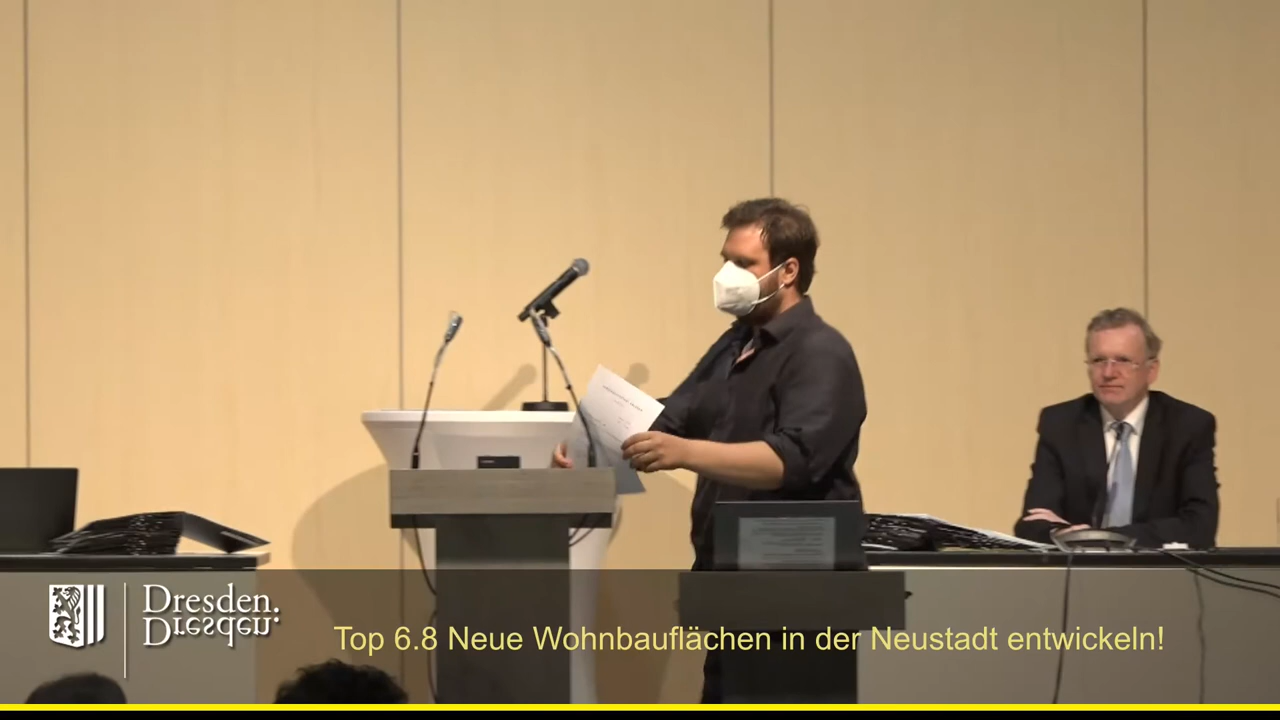 Dresden.
Dresden.
Top 6.8 Neue Wohnbauflächen in der Neustadt entwickeln!